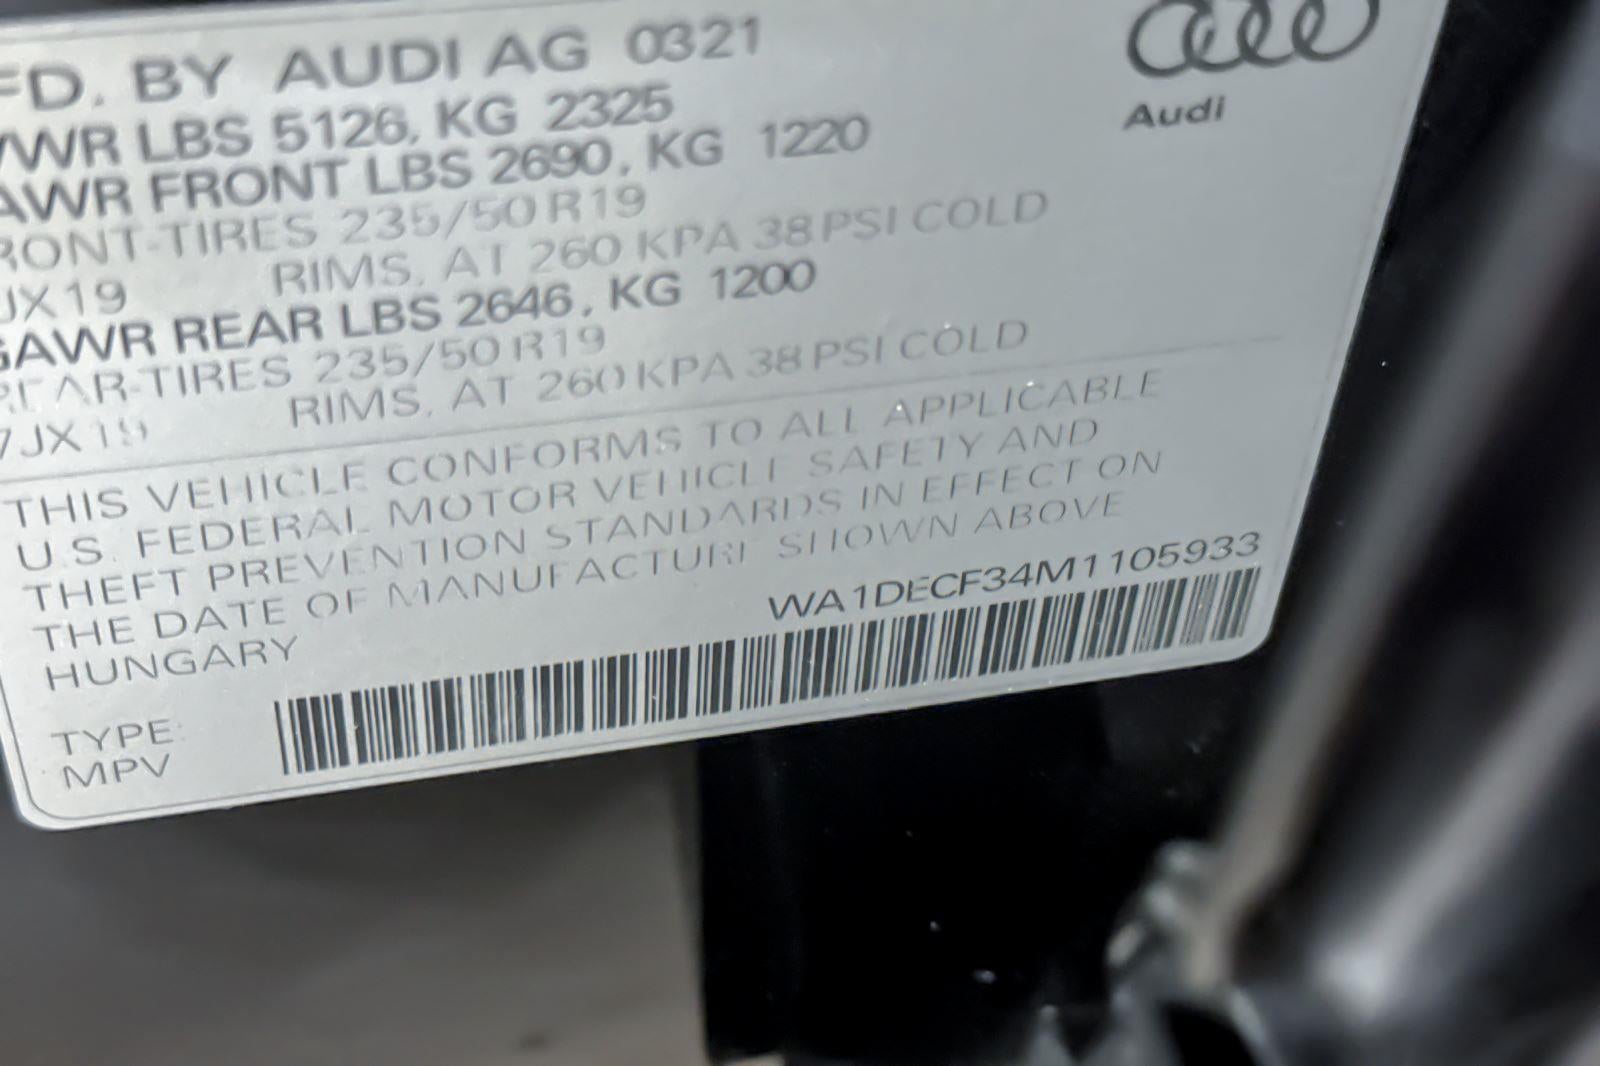 FD. BY AUDI AG 0321
VWR LBS 5126, KG 2325
AWR FRONT LBS 2690, KG 1220
RONT-TIRES 235/50 R19
JX19 RIMS, AT 260 KPA 38 PSI COLD
GAWR REAR LBS 2646, KG 1200
REAR-TIRES 235/50 R19
7JX19 RIMS, AT 260 KPA 38 PSI COLD
THIS VEHICLE CONFORMS TO ALL APPLICABLE
U.S. FEDERAL MOTOR VEHICLE SAFETY AND
THEFT PREVENTION STANDARDS IN EFFECT ON
THE DATE OF MANUFACTURE SHOWN ABOVE
HUNGARY
WA1DECF34M1105933
TYPE:
MPV
Audi